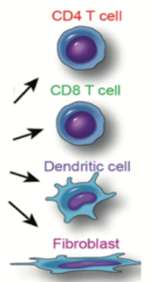 CD4 T cell
CD8 T cell
Dendritic cell
Fibroblast